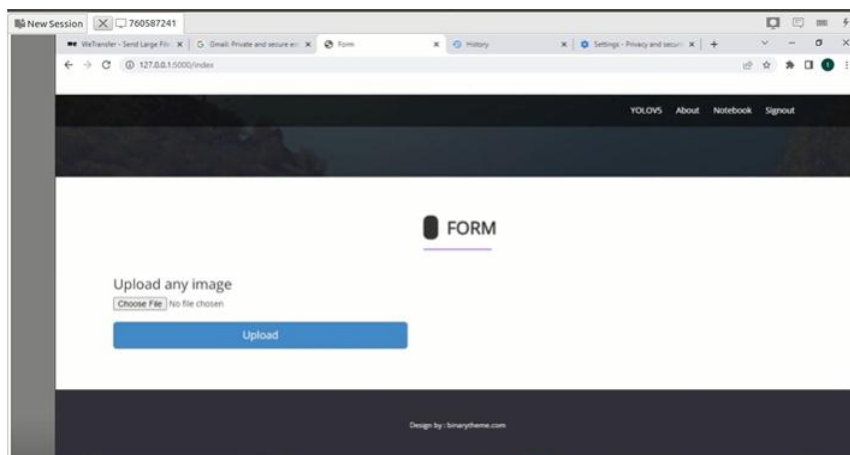 New Session 760587241
WeTransfer - Send Large File
Gmail: Private and secure em
Form
History
Settings - Privacy and securi
127.0.0.1:5000/index
YOLOV5 About Notebook Signout
FORM
Upload any image
Choose File No file chosen
Upload
Design by : binarytheme.com